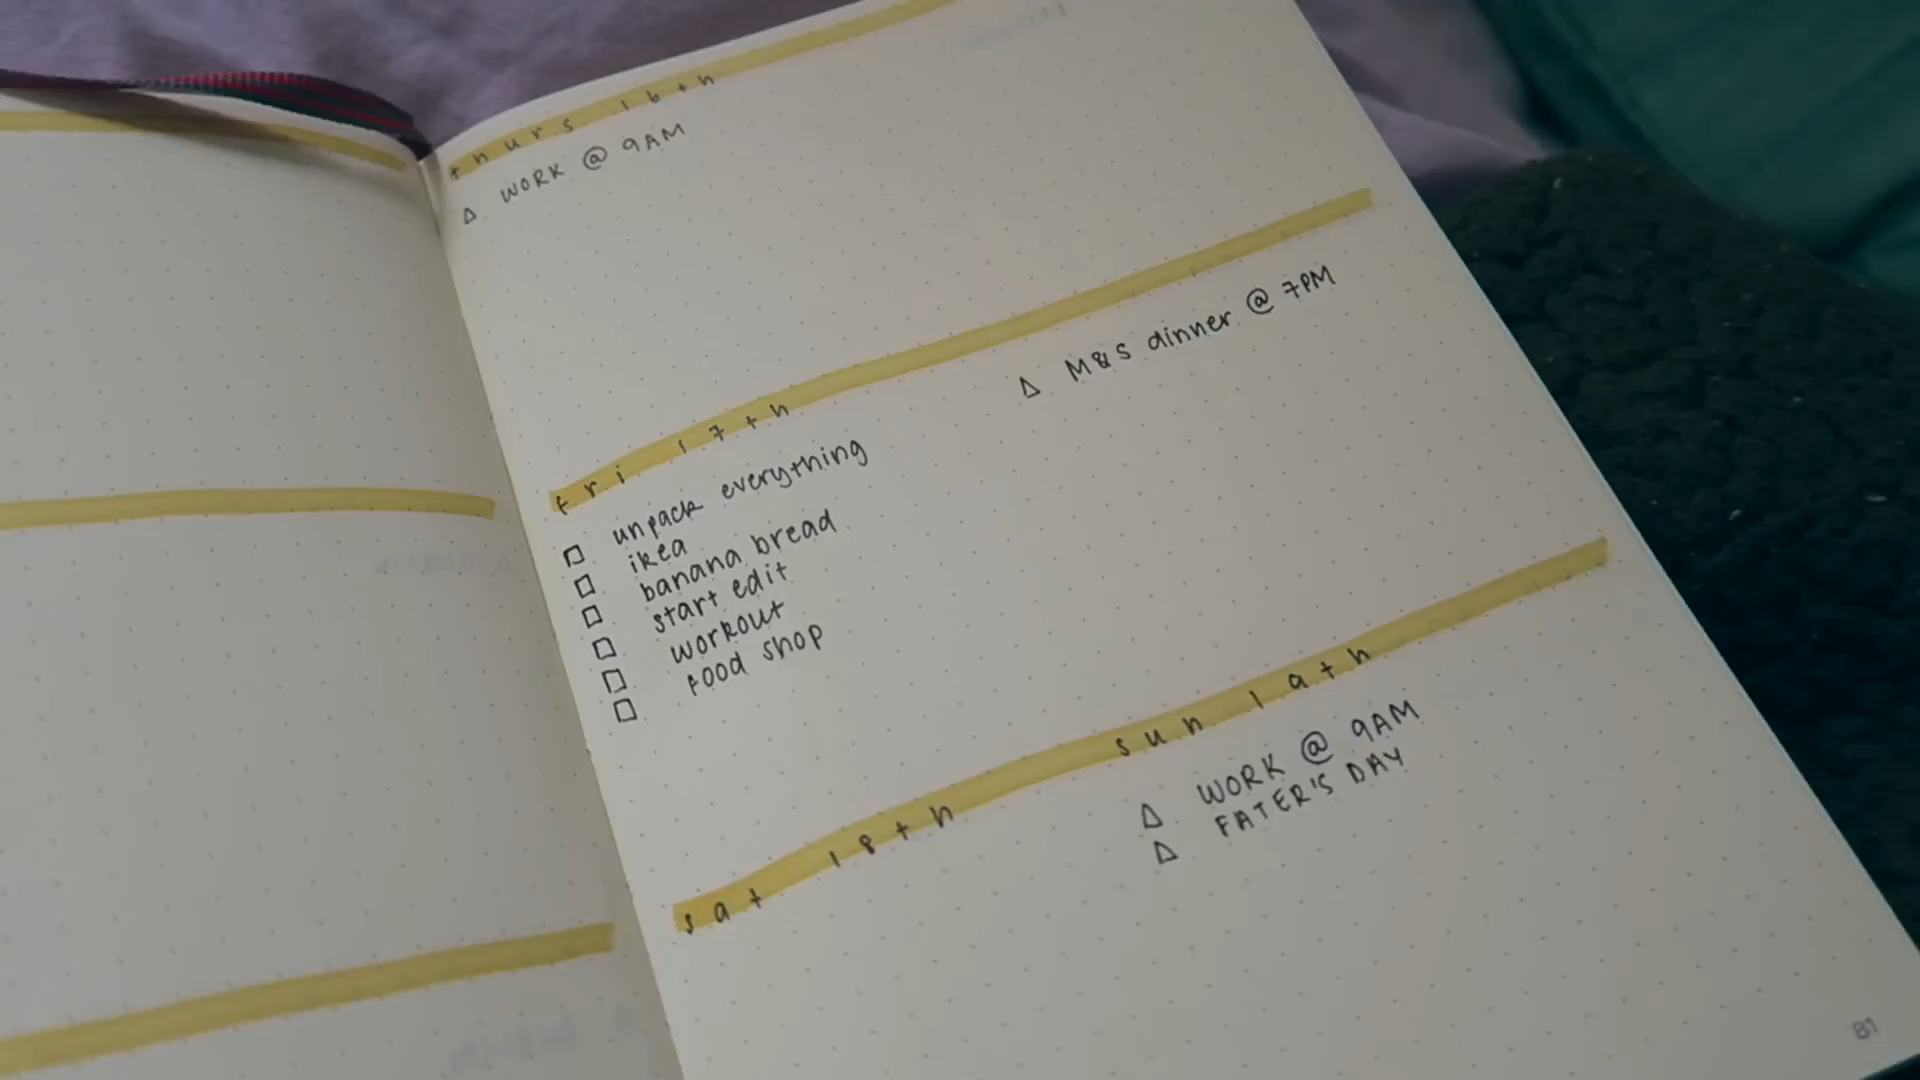 thurs 16th
△ WORK @ 9AM
fri 17th
☐ unpack everything
☐ ikea
☐ banana bread
☐ start edit
☐ workout
☐ food shop
△ M&S dinner @ 7PM
sat 18th
sun 19th
△ WORK @ 9AM
△ FATER'S DAY
81